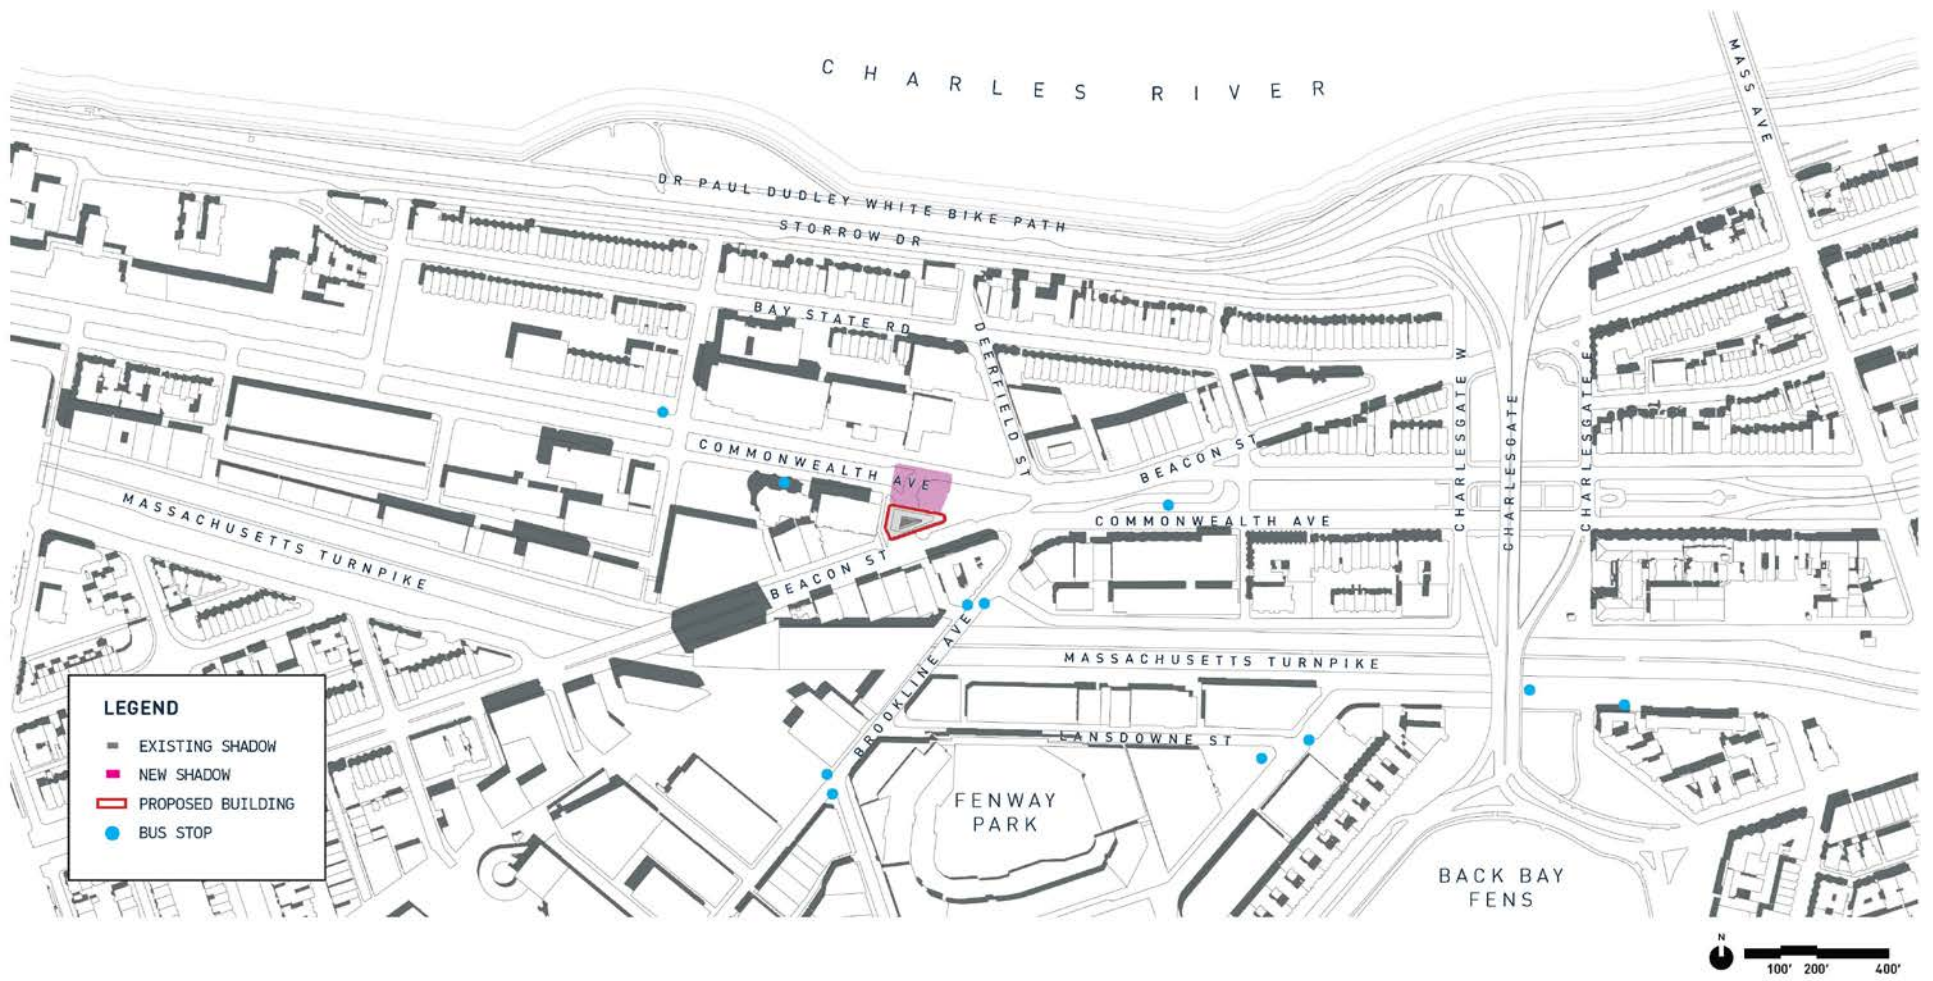 CHARLES RIVER
MASS AVE
DR PAUL DUDLEY WHITE BIKE PATH
STORROW DR
BAY STATE RD
DEERFIELD ST
CHARLESGATE W
CHARLESGATE
CHARLESGATE E
COMMONWEALTH AVE
BEACON ST
COMMONWEALTH AVE
MASSACHUSETTS TURNPIKE
BEACON ST
BROOKLINE AVE
MASSACHUSETTS TURNPIKE
LANSDOWNE ST
FENWAY
PARK
BACK BAY
FENS
LEGEND
EXISTING SHADOW
NEW SHADOW
PROPOSED BUILDING
BUS STOP
N
100' 200' 400'